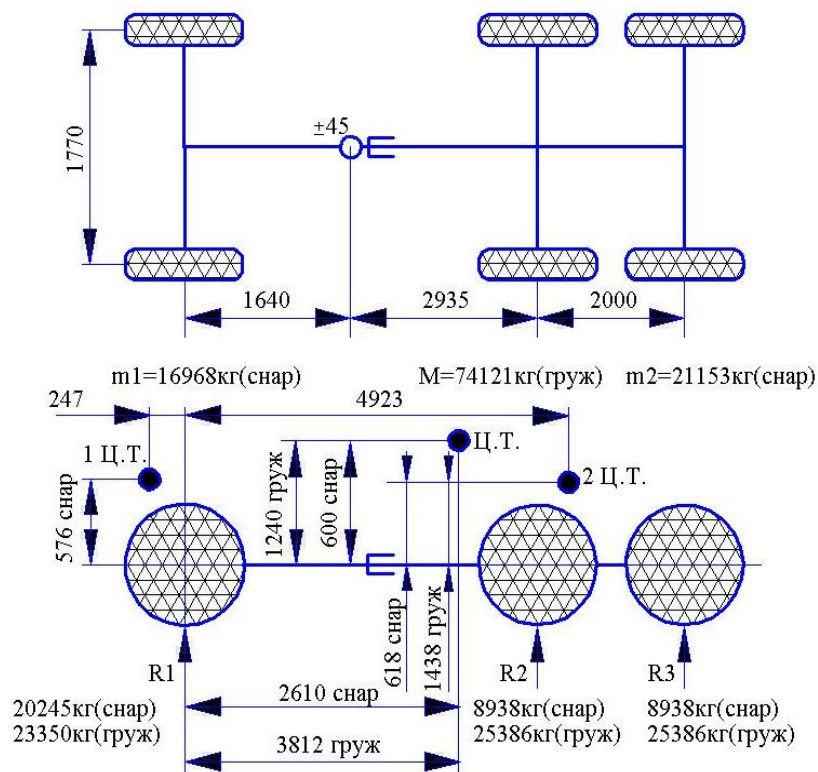 ±45
1770
1640
2935
2000
m1=16968кг(снар)
M=74121кг(груж)
m2=21153кг(снар)
247
4923
1 Ц.Т.
Ц.Т.
2 Ц.Т.
576 снар
1240 груж
600 снар
618 снар
1438 груж
R1
R2
R3
2610 снар
20245кг(снар)
8938кг(снар)
8938кг(снар)
23350кг(груж)
25386кг(груж)
25386кг(груж)
3812 груж